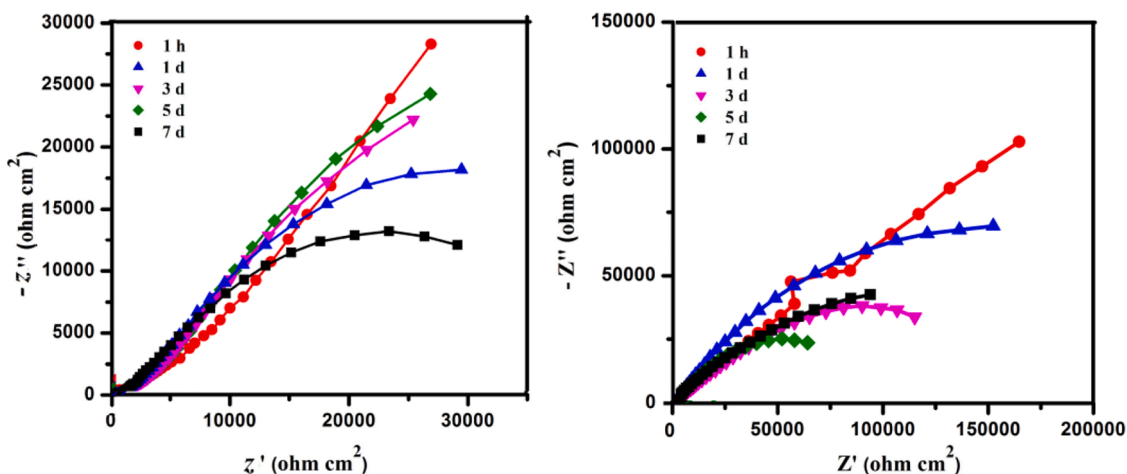 30000
25000
20000
15000
10000
5000
0
- z'' (ohm cm²)
1 h
1 d
3 d
5 d
7 d
0
10000
20000
30000
z' (ohm cm²)
150000
100000
50000
0
- Z'' (ohm cm²)
1 h
1 d
3 d
5 d
7 d
0
50000
100000
150000
200000
Z' (ohm cm²)